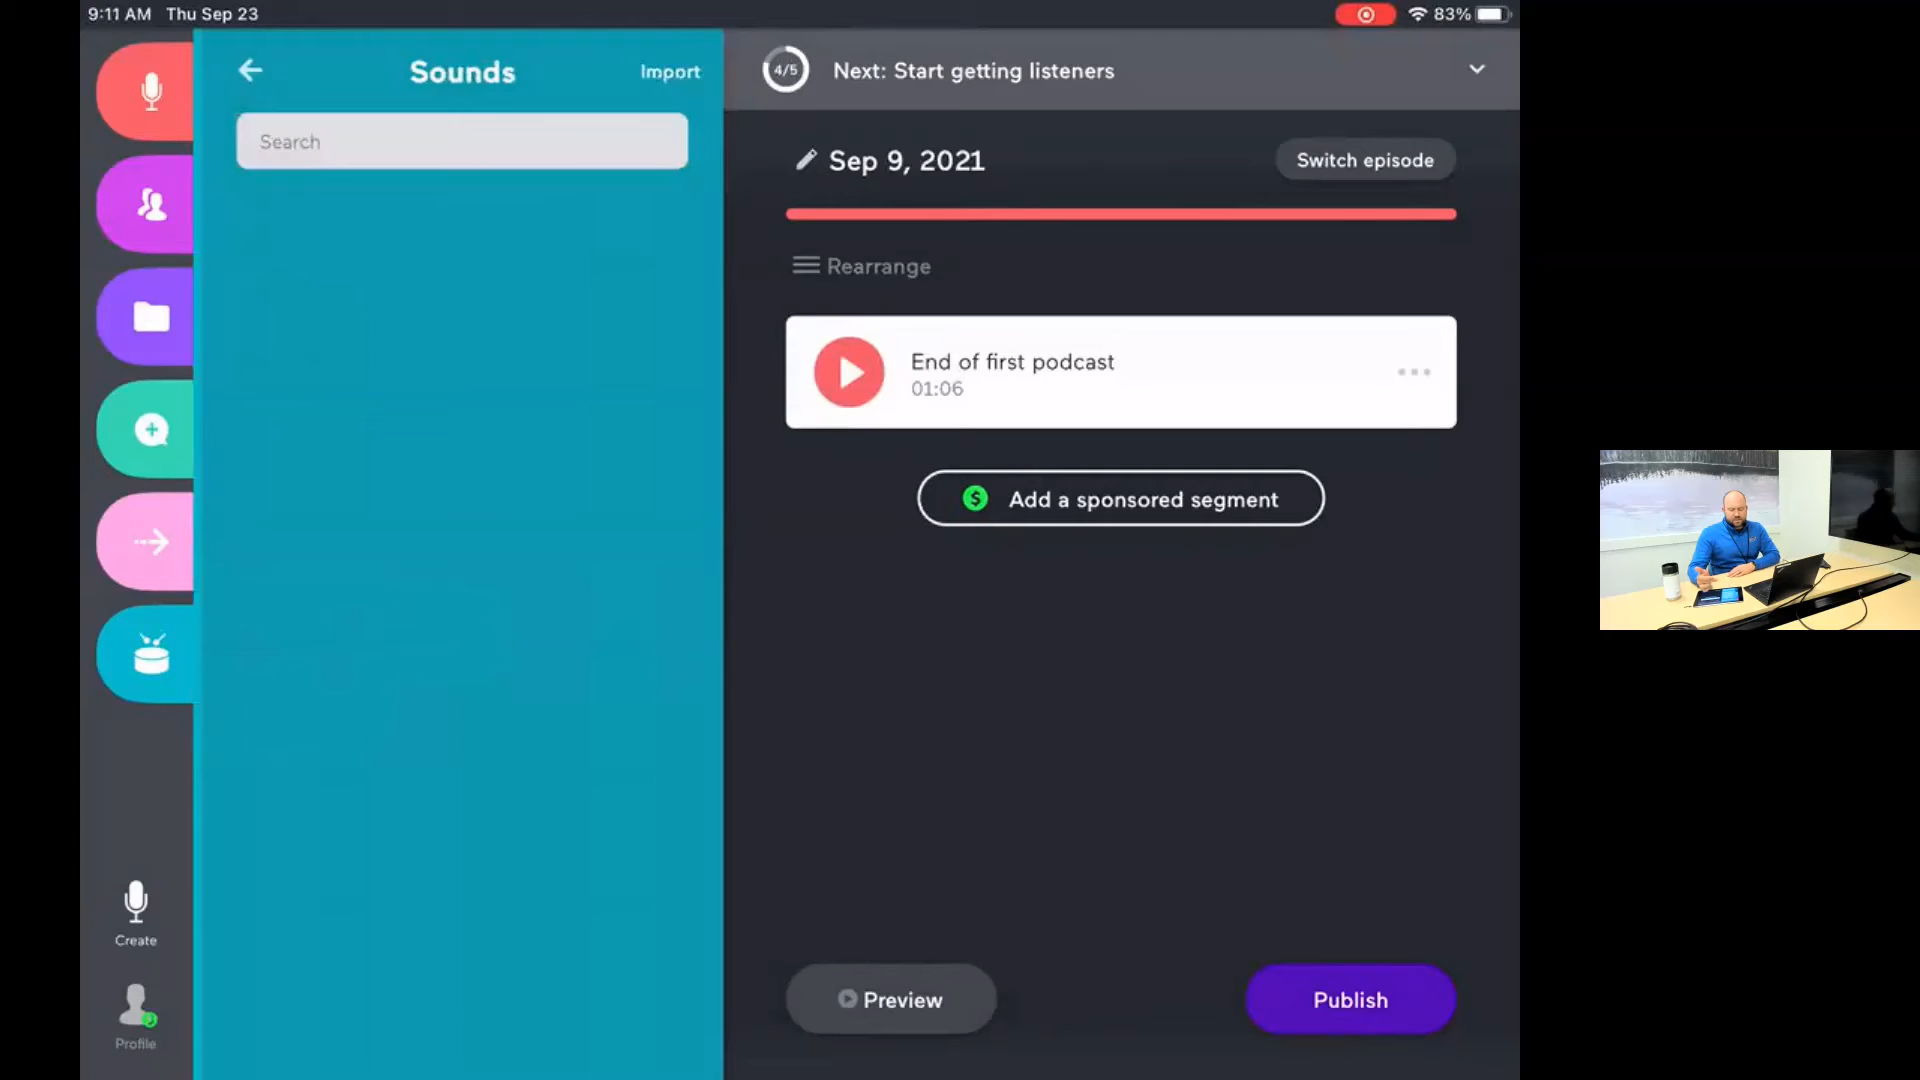 9:11 AM Thu Sep 23
83%
Sounds
Import
Search
4/5
Next: Start getting listeners
Sep 9, 2021
Switch episode
Rearrange
End of first podcast
01:06
$ Add a sponsored segment
Preview
Publish
Create
Profile